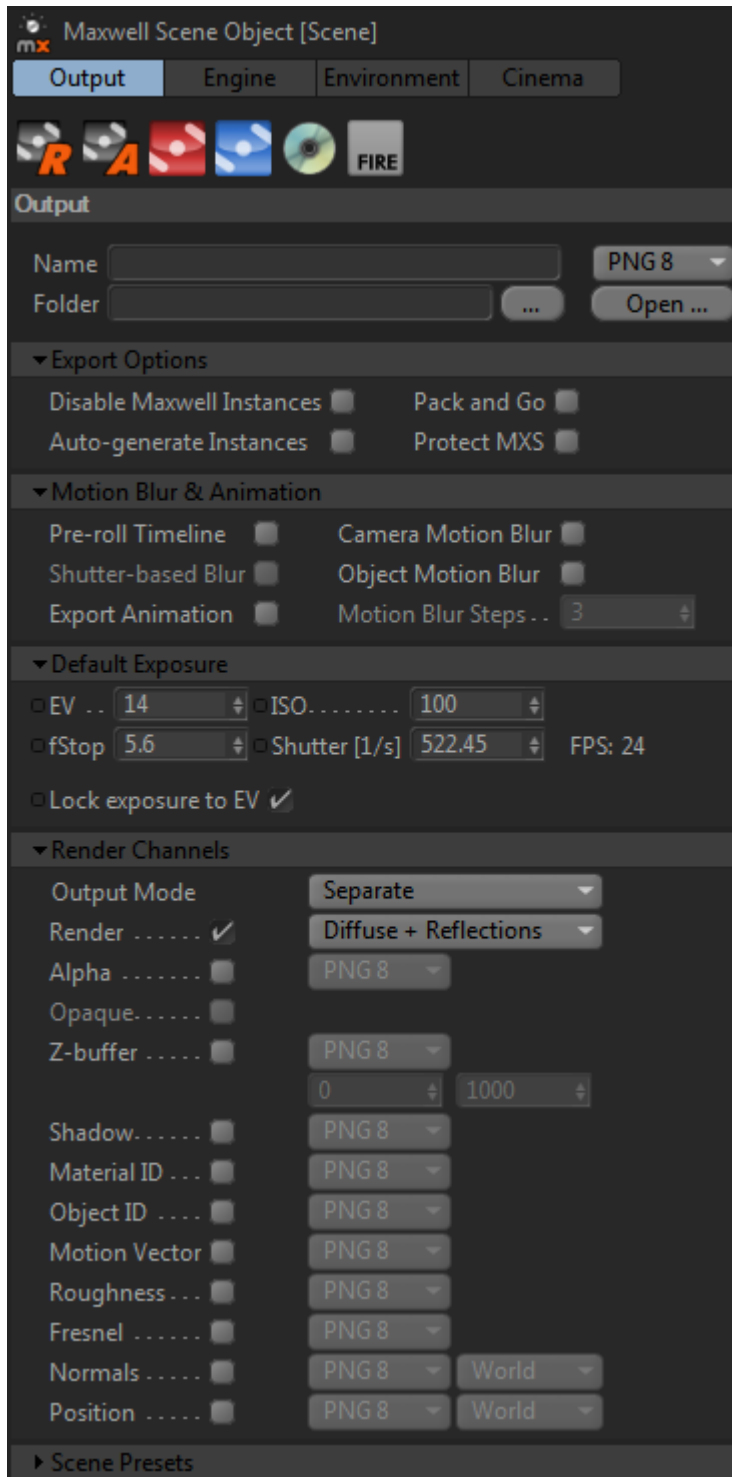 mx Maxwell Scene Object [Scene]
Output Engine Environment Cinema
R A FIRE
Output
Name PNG 8
Folder ... Open ...
Export Options
Disable Maxwell Instances Pack and Go
Auto-generate Instances Protect MXS
Motion Blur & Animation
Pre-roll Timeline Camera Motion Blur
Shutter-based Blur Object Motion Blur
Export Animation Motion Blur Steps . . 3
Default Exposure
EV . . 14 ISO. . . . . . . . 100
fStop 5.6 Shutter [1/s] 522.45 FPS: 24
Lock exposure to EV
Render Channels
Output Mode Separate
Render . . . . . . Diffuse + Reflections
Alpha . . . . . . . PNG 8
Opaque. . . . . .
Z-buffer . . . . . PNG 8
0 1000
Shadow. . . . . . PNG 8
Material ID . . . PNG 8
Object ID . . . . PNG 8
Motion Vector PNG 8
Roughness . . . PNG 8
Fresnel . . . . . . PNG 8
Normals . . . . . PNG 8 World
Position . . . . . PNG 8 World
Scene Presets